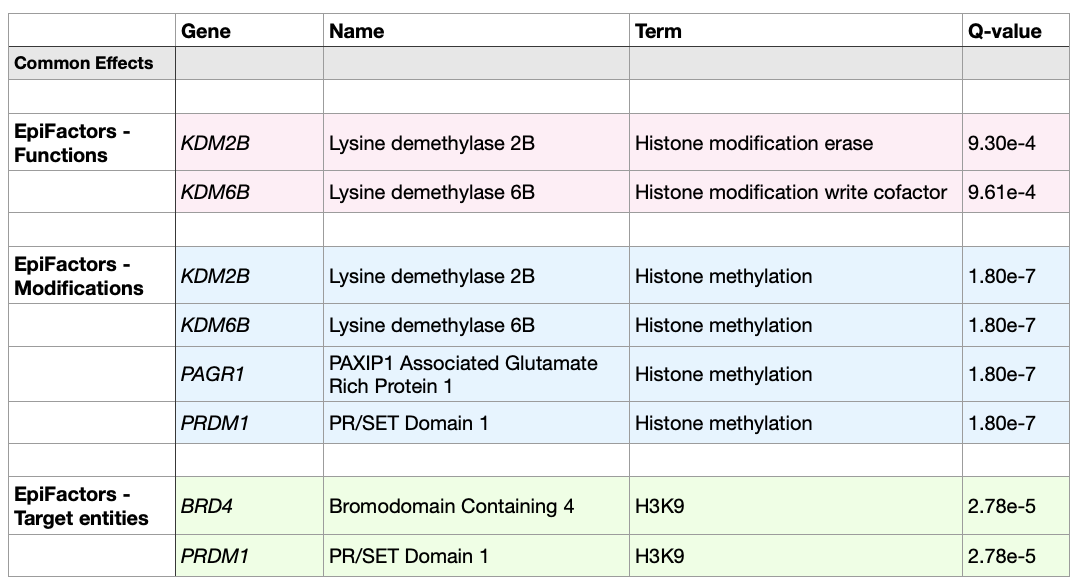 Gene Name Term Q-value
Common Effects
EpiFactors - Functions KDM2B Lysine demethylase 2B Histone modification erase 9.30e-4
KDM6B Lysine demethylase 6B Histone modification write cofactor 9.61e-4
EpiFactors - Modifications KDM2B Lysine demethylase 2B Histone methylation 1.80e-7
KDM6B Lysine demethylase 6B Histone methylation 1.80e-7
PAGR1 PAXIP1 Associated Glutamate Rich Protein 1 Histone methylation 1.80e-7
PRDM1 PR/SET Domain 1 Histone methylation 1.80e-7
EpiFactors - Target entities BRD4 Bromodomain Containing 4 H3K9 2.78e-5
PRDM1 PR/SET Domain 1 H3K9 2.78e-5